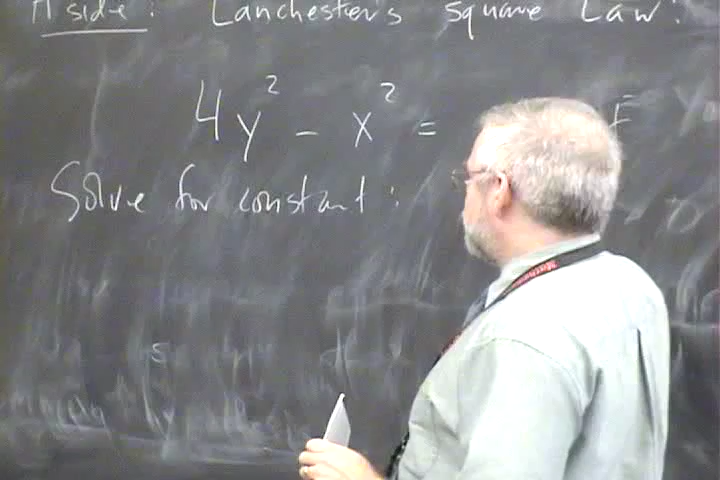 Aside: Lanchester's Square Law:
4y² - x² =
Solve for constant: